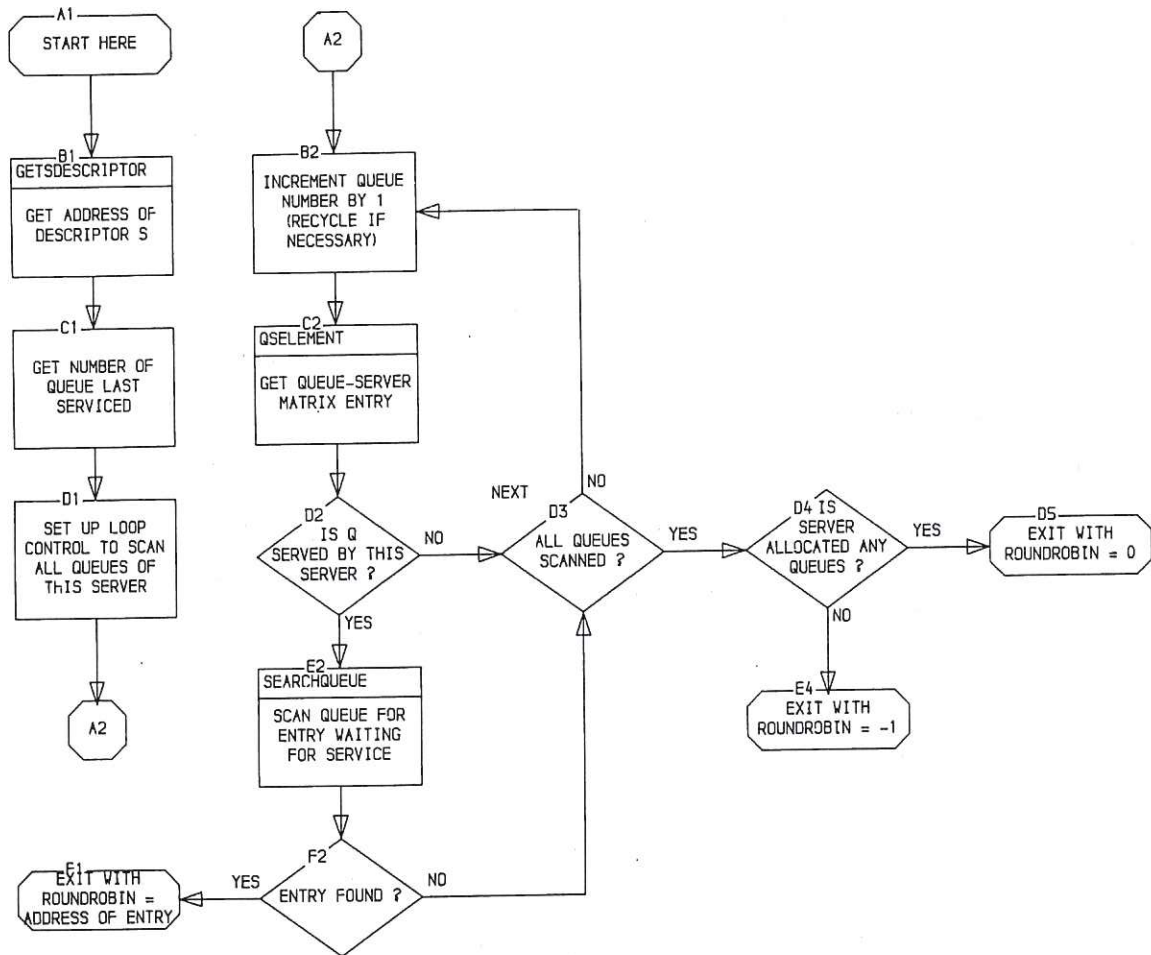 A1
START HERE
B1
GETSDESCRIPTOR
GET ADDRESS OF
DESCRIPTOR S
C1
GET NUMBER OF
QUEUE LAST
SERVICED
D1
SET UP LOOP
CONTROL TO SCAN
ALL QUEUES OF
THIS SERVER
A2
A2
B2
INCREMENT QUEUE
NUMBER BY 1
(RECYCLE IF
NECESSARY)
C2
QSELEMENT
GET QUEUE-SERVER
MATRIX ENTRY
D2
IS Q
SERVED BY THIS
SERVER ?
NO
YES
E2
SEARCHQUEUE
SCAN QUEUE FOR
ENTRY WAITING
FOR SERVICE
F2
ENTRY FOUND ?
YES
NO
E1
EXIT WITH
ROUNDROBIN =
ADDRESS OF ENTRY
NEXT
D3
ALL QUEUES
SCANNED ?
NO
YES
D4 IS
SERVER
ALLOCATED ANY
QUEUES ?
YES
NO
D5
EXIT WITH
ROUNDROBIN = 0
E4
EXIT WITH
ROUNDROBIN = -1